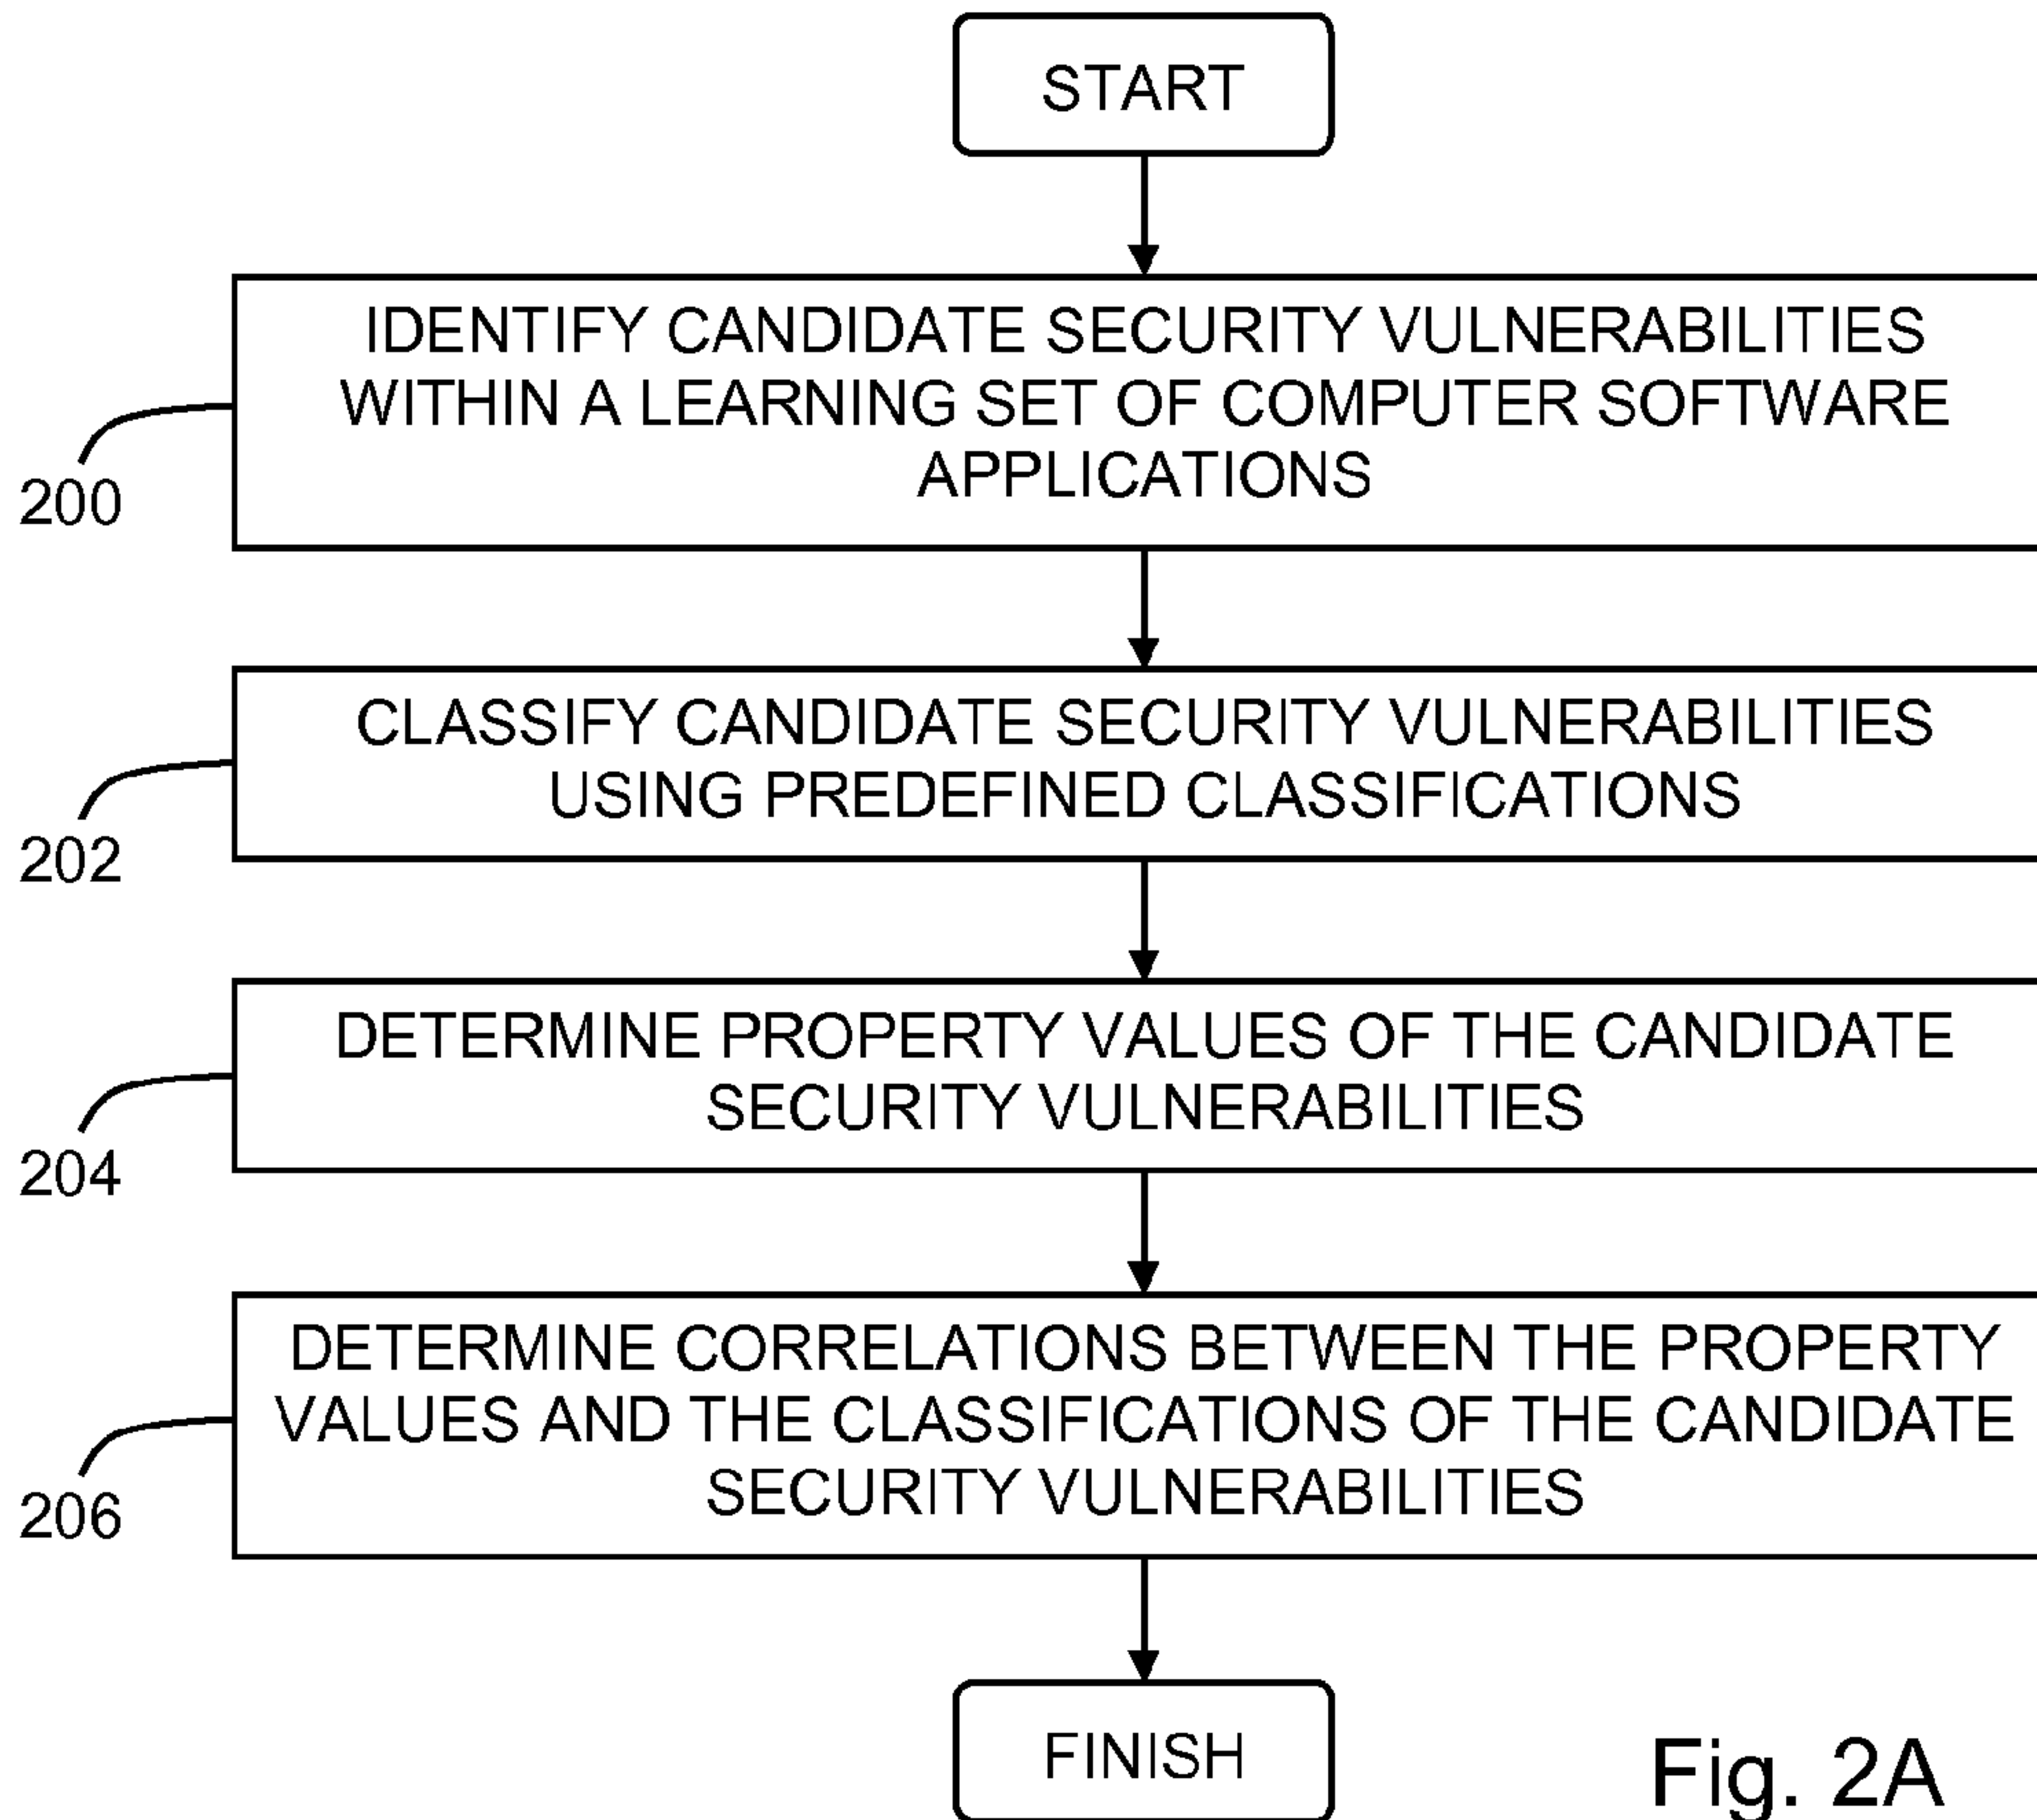 START
IDENTIFY CANDIDATE SECURITY VULNERABILITIES
WITHIN A LEARNING SET OF COMPUTER SOFTWARE
APPLICATIONS
200
CLASSIFY CANDIDATE SECURITY VULNERABILITIES
USING PREDEFINED CLASSIFICATIONS
202
DETERMINE PROPERTY VALUES OF THE CANDIDATE
SECURITY VULNERABILITIES
204
DETERMINE CORRELATIONS BETWEEN THE PROPERTY
VALUES AND THE CLASSIFICATIONS OF THE CANDIDATE
SECURITY VULNERABILITIES
206
FINISH
Fig. 2A